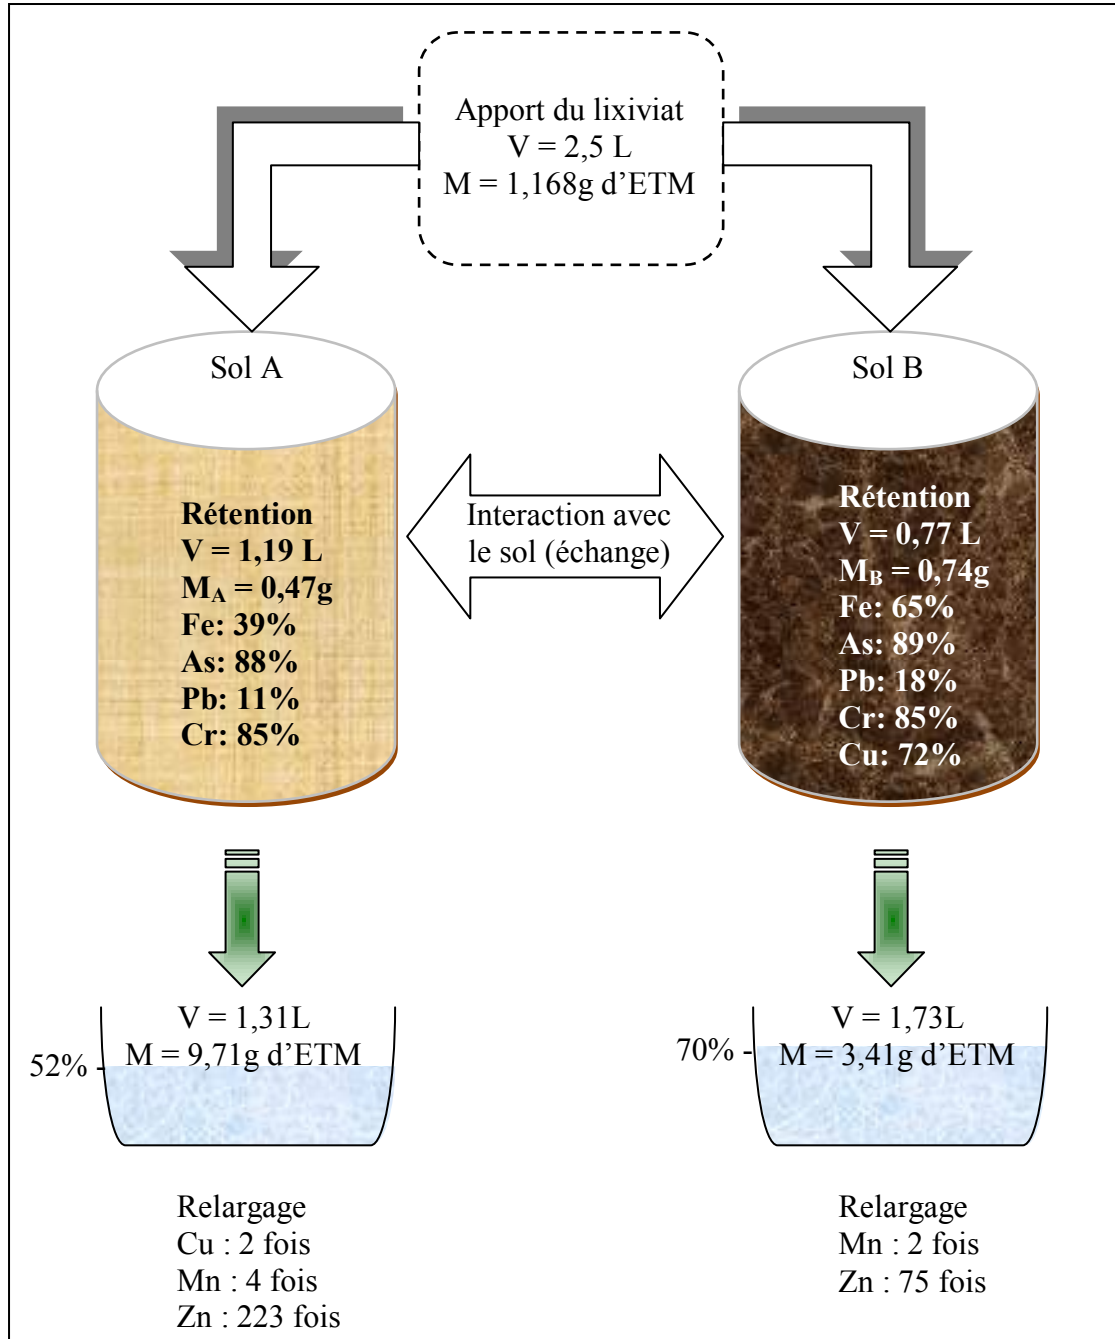 Apport du lixiviat
V = 2,5 L
M = 1,168g d’ETM
Sol A
Rétention
V = 1,19 L
M_A = 0,47g
Fe: 39%
As: 88%
Pb: 11%
Cr: 85%
Interaction avec
le sol (échange)
Sol B
Rétention
V = 0,77 L
M_B = 0,74g
Fe: 65%
As: 89%
Pb: 18%
Cr: 85%
Cu: 72%
V = 1,31L
M = 9,71g d’ETM
52%
Relargage
Cu : 2 fois
Mn : 4 fois
Zn : 223 fois
V = 1,73L
M = 3,41g d’ETM
70%
Relargage
Mn : 2 fois
Zn : 75 fois